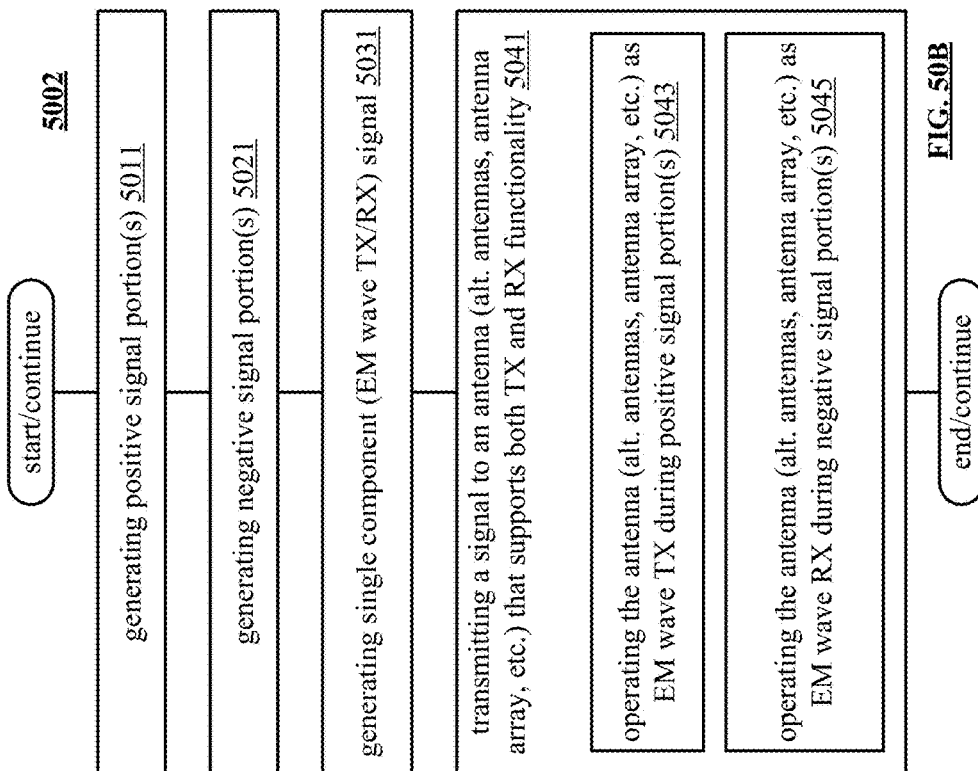 5002
start/continue
generating positive signal portion(s) 5011
generating negative signal portion(s) 5021
generating single component (EM wave TX/RX) signal 5031
transmitting a signal to an antenna (alt. antennas, antenna
array, etc.) that supports both TX and RX functionality 5041
operating the antenna (alt. antennas, antenna array, etc.) as
EM wave TX during positive signal portion(s) 5043
operating the antenna (alt. antennas, antenna array, etc.) as
EM wave RX during negative signal portion(s) 5045
end/continue
FIG. 50B